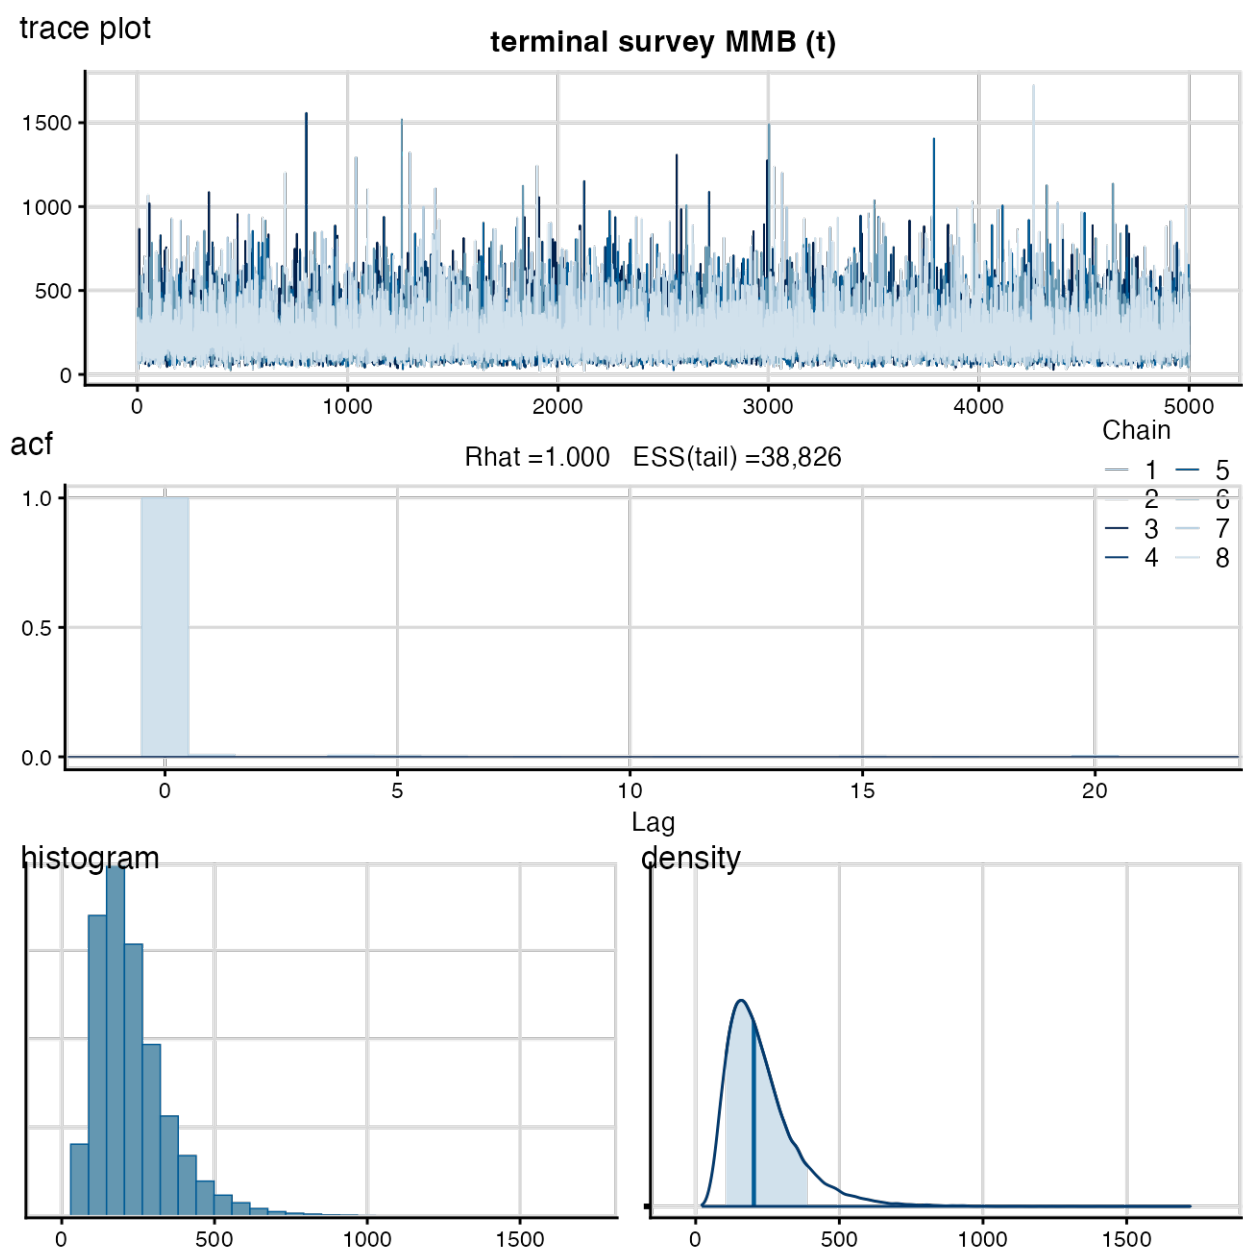 trace plot
terminal survey MMB (t)
1500
1000
500
0
0 1000 2000 3000 4000 5000
acf
Rhat =1.000 ESS(tail) =38,826
Chain
1 5
2 6
3 7
4 8
1.0
0.5
0.0
0 5 10 15 20
Lag
histogram
0 500 1000 1500
density
0 500 1000 1500